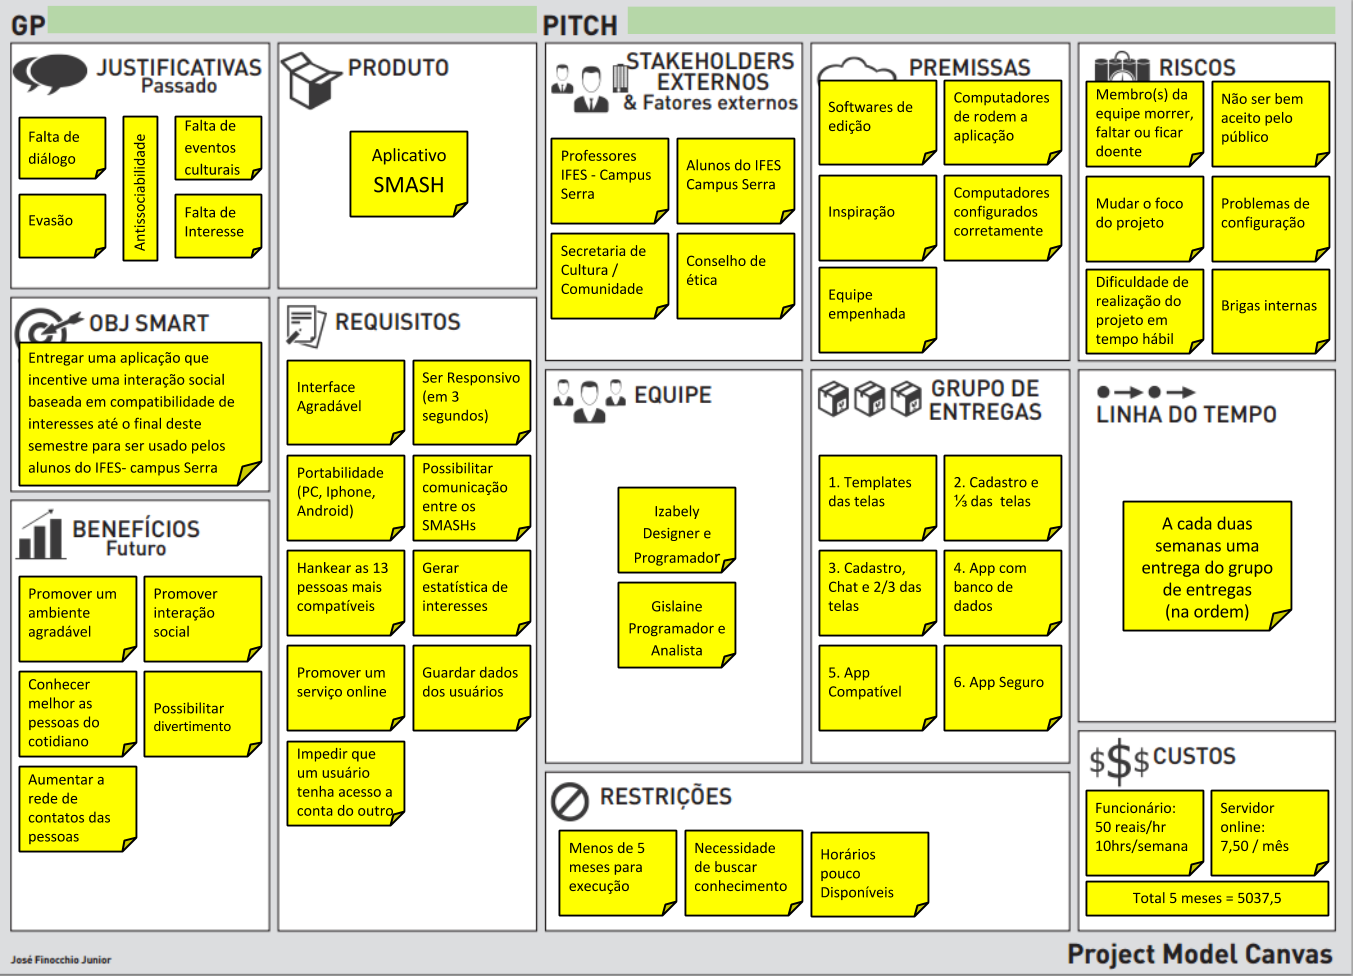 GP
PITCH
JUSTIFICATIVAS
Passado
Falta de
diálogo
Antissociabilidade
Falta de
eventos
culturais
Evasão
Falta de
Interesse
PRODUTO
Aplicativo
SMASH
OBJ SMART
Entregar uma aplicação que
incentive uma interação social
baseada em compatibilidade de
interesses até o final deste
semestre para ser usado pelos
alunos do IFES- campus Serra
BENEFÍCIOS
Futuro
Promover um
ambiente
agradável
Promover
interação
social
Conhecer
melhor as
pessoas do
cotidiano
Possibilitar
divertimento
Aumentar a
rede de
contatos das
pessoas
REQUISITOS
Interface
Agradável
Ser Responsivo
(em 3
segundos)
Portabilidade
(PC, Iphone,
Android)
Possibilitar
comunicação
entre os
SMASHs
Hankear as 13
pessoas mais
compatíveis
Gerar
estatística de
interesses
Promover um
serviço online
Guardar dados
dos usuários
Impedir que
um usuário
tenha acesso a
conta do outro
STAKEHOLDERS
EXTERNOS
& Fatores externos
Professores
IFES - Campus
Serra
Alunos do IFES
Campus Serra
Secretaria de
Cultura /
Comunidade
Conselho de
ética
PREMISSAS
Softwares de
edição
Computadores
de rodem a
aplicação
Inspiração
Computadores
configurados
corretamente
Equipe
empenhada
RISCOS
Membro(s) da
equipe morrer,
faltar ou ficar
doente
Não ser bem
aceito pelo
público
Mudar o foco
do projeto
Problemas de
configuração
Dificuldade de
realização do
projeto em
tempo hábil
Brigas internas
EQUIPE
Izabely
Designer e
Programador
Gislaine
Programador e
Analista
GRUPO DE
ENTREGAS
1. Templates
das telas
2. Cadastro e
⅓ das telas
3. Cadastro,
Chat e 2/3 das
telas
4. App com
banco de
dados
5. App
Compatível
6. App Seguro
LINHA DO TEMPO
A cada duas
semanas uma
entrega do grupo
de entregas
(na ordem)
RESTRIÇÕES
Menos de 5
meses para
execução
Necessidade
de buscar
conhecimento
Horários
pouco
Disponíveis
$$$ CUSTOS
Funcionário:
50 reais/hr
10hrs/semana
Servidor
online:
7,50 / mês
Total 5 meses = 5037,5
José Finocchio Junior
Project Model Canvas